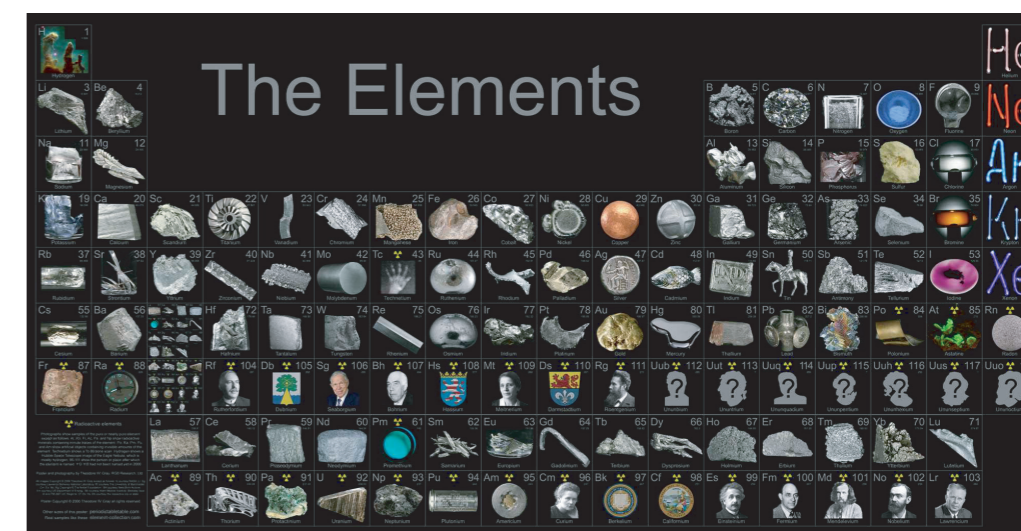 H 1
Hydrogen
The Elements
He
Helium
Li 3 Be 4
Lithium Beryllium
B 5 C 6 N 7 O 8 F 9 Ne
Boron Carbon Nitrogen Oxygen Fluorine Neon
Na 11 Mg 12
Sodium Magnesium
Al 13 Si 14 P 15 S 16 Cl 17 Ar
Aluminum Silicon Phosphorus Sulfur Chlorine Argon
K 19 Ca 20 Sc 21 Ti 22 V 23 Cr 24 Mn 25 Fe 26 Co 27 Ni 28 Cu 29 Zn 30 Ga 31 Ge 32 As 33 Se 34 Br 35 Kr
Potassium Calcium Scandium Titanium Vanadium Chromium Manganese Iron Cobalt Nickel Copper Zinc Gallium Germanium Arsenic Selenium Bromine Krypton
Rb 37 Sr 38 Y 39 Zr 40 Nb 41 Mo 42 Tc 43 Ru 44 Rh 45 Pd 46 Ag 47 Cd 48 In 49 Sn 50 Sb 51 Te 52 I 53 Xe
Rubidium Strontium Yttrium Zirconium Niobium Molybdenum Technetium Ruthenium Rhodium Palladium Silver Cadmium Indium Tin Antimony Tellurium Iodine Xenon
Cs 55 Ba 56 Hf 72 Ta 73 W 74 Re 75 Os 76 Ir 77 Pt 78 Au 79 Hg 80 Tl 81 Pb 82 Bi 83 Po 84 At 85 Rn
Cesium Barium Hafnium Tantalum Tungsten Rhenium Osmium Iridium Platinum Gold Mercury Thallium Lead Bismuth Polonium Astatine Radon
Fr 87 Ra 88 Rf 104 Db 105 Sg 106 Bh 107 Hs 108 Mt 109 Ds 110 Rg 111 Uub 112 Uut 113 Uuq 114 Uup 115 Uuh 116 Uus 117 Uuo
Francium Radium Rutherfordium Dubnium Seaborgium Bohrium Hassium Meitnerium Darmstadtium Roentgenium Ununbium Ununtrium Ununquadium Ununpentium Ununhexium Ununseptium
? ? ? ? ? ?
Radioactive elements
La 57 Ce 58 Pr 59 Nd 60 Pm 61 Sm 62 Eu 63 Gd 64 Tb 65 Dy 66 Ho 67 Er 68 Tm 69 Yb 70 Lu 71
Lanthanum Cerium Praseodymium Neodymium Promethium Samarium Europium Gadolinium Terbium Dysprosium Holmium Erbium Thulium Ytterbium Lutetium
Ac 89 Th 90 Pa 91 U 92 Np 93 Pu 94 Am 95 Cm 96 Bk 97 Cf 98 Es 99 Fm 100 Md 101 No 102 Lr 103
Actinium Thorium Protactinium Uranium Neptunium Plutonium Americium Curium Berkelium Californium Einsteinium Fermium Mendelevium Nobelium Lawrencium
periodictable.com
element-collection.com